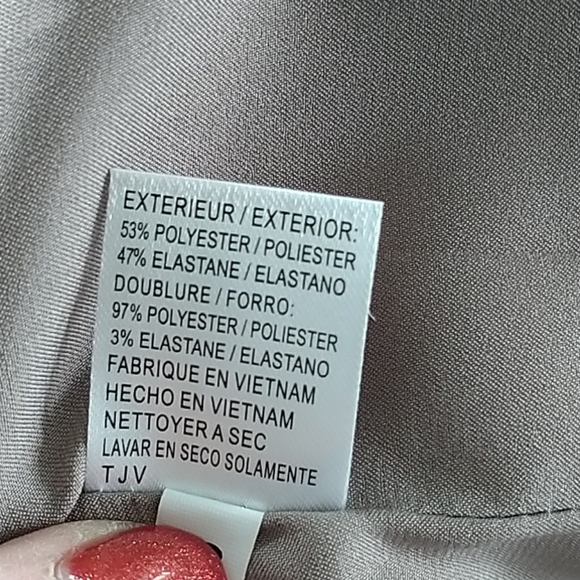 EXTERIEUR / EXTERIOR:
53% POLYESTER / POLIESTER
47% ELASTANE / ELASTANO
DOUBLURE / FORRO:
97% POLYESTER / POLIESTER
3% ELASTANE / ELASTANO
FABRIQUE EN VIETNAM
HECHO EN VIETNAM
NETTOYER A SEC
LAVAR EN SECO SOLAMENTE
TJV